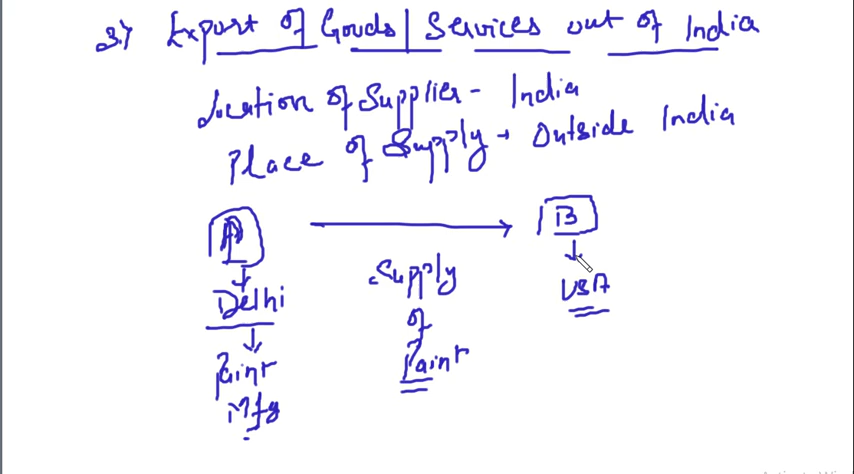 3.) Export of Goods | Services out of India
Location of Supplier - India
Place of Supply → Outside India
A
B
Delhi
Supply
of
Paint
USA
Paint
Mfg